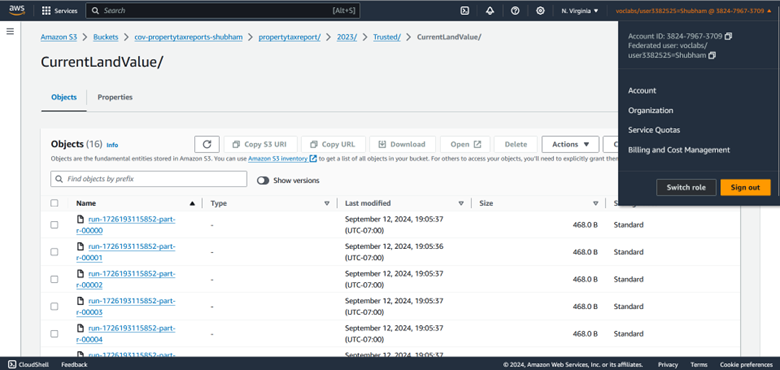 aws
Services
Search
[Alt+S]
N. Virginia
voclabs/user3382525=Shubham @ 3824-7967-3709
Amazon S3 > Buckets > cov-propertytaxreports-shubham > propertytaxreport/ > 2023/ > Trusted/ > CurrentLandValue/
CurrentLandValue/
Account ID: 3824-7967-3709
Federated user: voclabs/
user3382525=Shubham
Account
Organization
Service Quotas
Billing and Cost Management
Switch role
Sign out
Objects
Properties
Objects (16) Info
Copy S3 URI
Copy URL
Download
Open
Delete
Actions
Objects are the fundamental entities stored in Amazon S3. You can use Amazon S3 inventory to get a list of all objects in your bucket. For others to access your objects, you'll need to explicitly grant them
Find objects by prefix
Show versions
Name
Type
Last modified
Size
run-1726193115852-part-
r-00000
-
September 12, 2024, 19:05:37
(UTC-07:00)
468.0 B
Standard
run-1726193115852-part-
r-00001
-
September 12, 2024, 19:05:36
(UTC-07:00)
468.0 B
Standard
run-1726193115852-part-
r-00002
-
September 12, 2024, 19:05:37
(UTC-07:00)
468.0 B
Standard
run-1726193115852-part-
r-00003
-
September 12, 2024, 19:05:37
(UTC-07:00)
468.0 B
Standard
run-1726193115852-part-
r-00004
-
September 12, 2024, 19:05:37
(UTC-07:00)
468.0 B
Standard
run-1726193115852-part-
September 12, 2024, 19:05:37
CloudShell
Feedback
© 2024, Amazon Web Services, Inc. or its affiliates.
Privacy
Terms
Cookie preferences